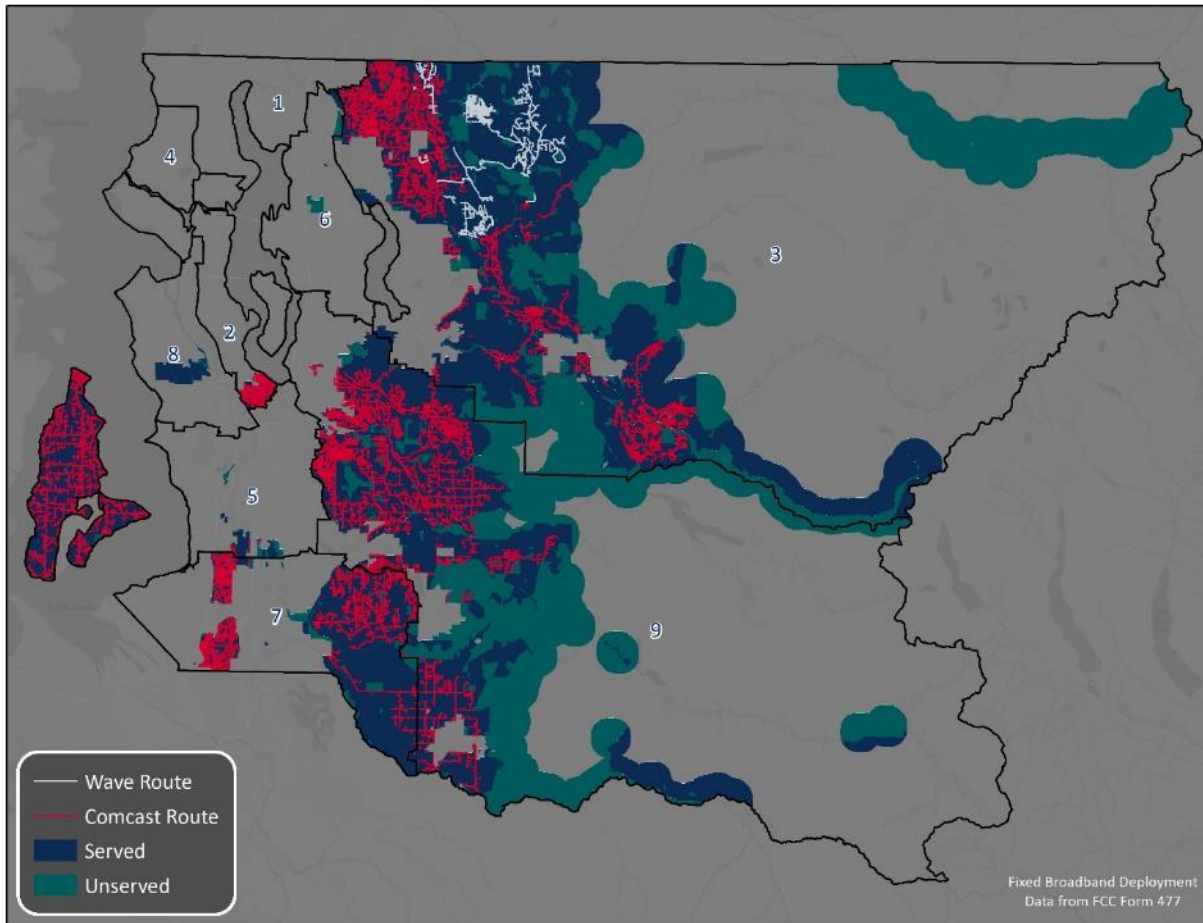 1
4
6
3
2
8
5
7
9
Wave Route
Comcast Route
Served
Unserved
Fixed Broadband Deployment
Data from FCC Form 477